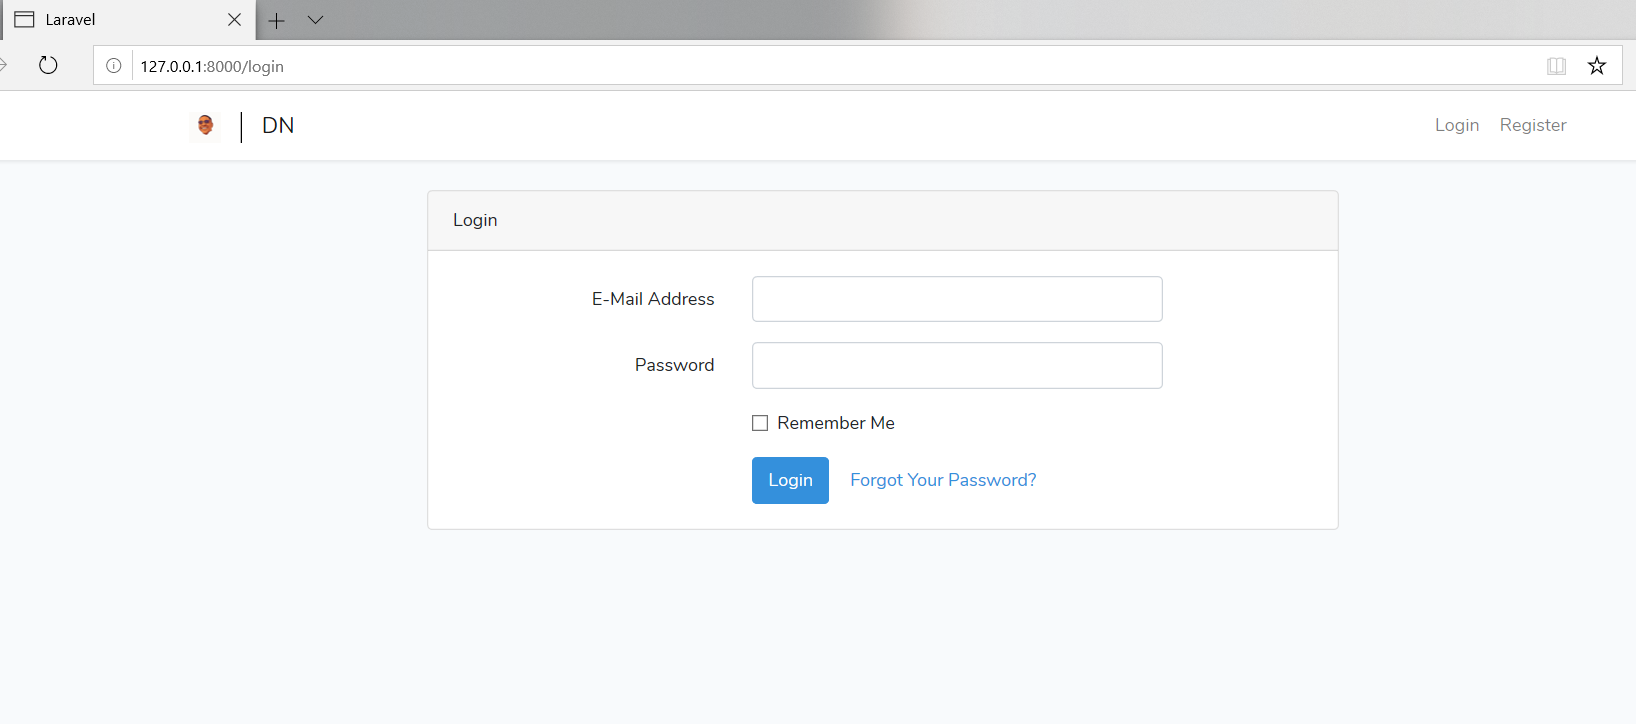 Laravel
127.0.0.1:8000/login
DN
Login Register
Login
E-Mail Address
Password
Remember Me
Login Forgot Your Password?